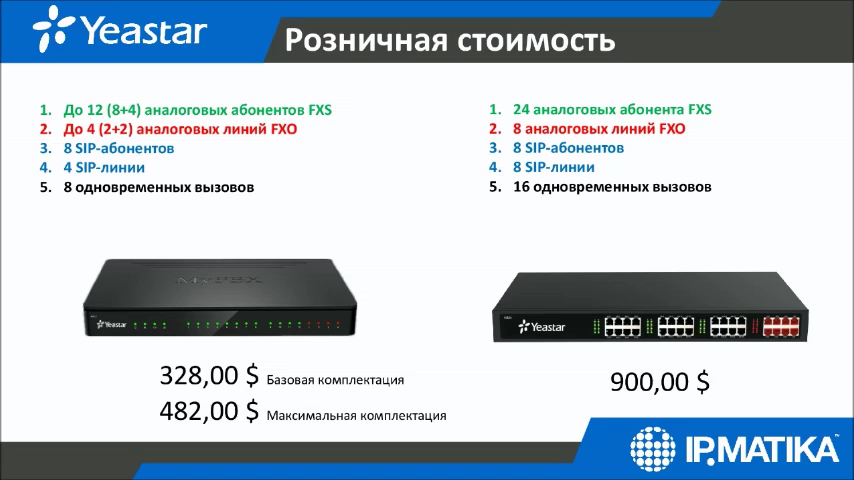 Yeastar
Розничная стоимость
1. До 12 (8+4) аналоговых абонентов FXS
2. До 4 (2+2) аналоговых линий FXO
3. 8 SIP-абонентов
4. 4 SIP-линии
5. 8 одновременных вызовов
1. 24 аналоговых абонента FXS
2. 8 аналоговых линий FXO
3. 8 SIP-абонентов
4. 8 SIP-линии
5. 16 одновременных вызовов
MyPBX
Yeastar
Yeastar
328,00 $ Базовая комплектация
482,00 $ Максимальная комплектация
900,00 $
IP.MATIKA